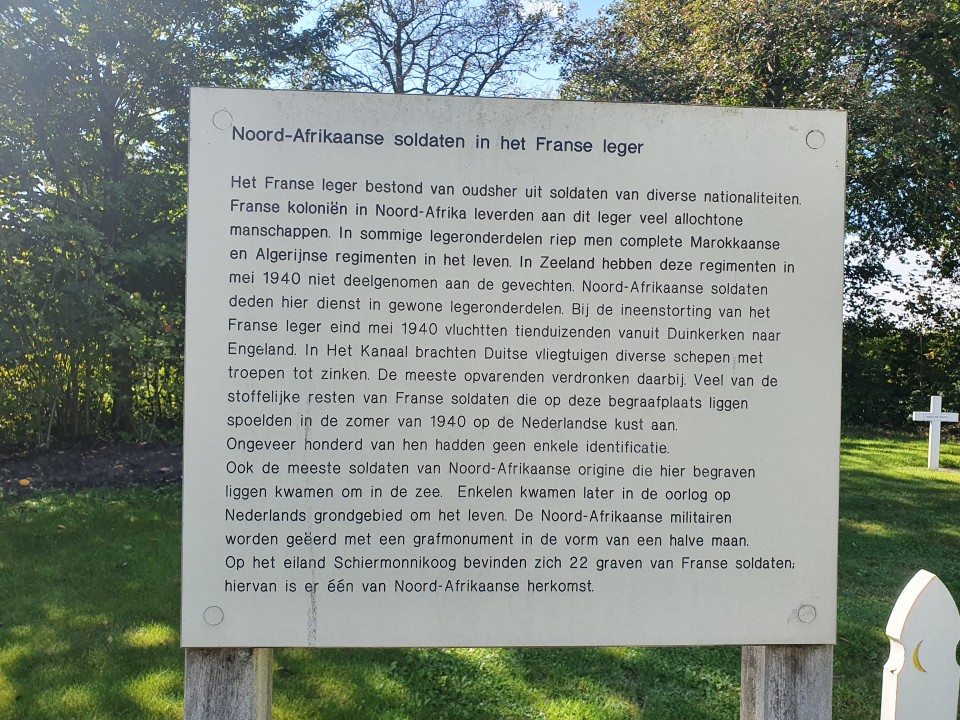 Noord-Afrikaanse soldaten in het Franse leger
Het Franse leger bestond van oudsher uit soldaten van diverse nationaliteiten.
Franse koloniën in Noord-Afrika leverden aan dit leger veel allochtone
manschappen. In sommige legeronderdelen riep men complete Marokkaanse
en Algerijnse regimenten in het leven. In Zeeland hebben deze regimenten in
mei 1940 niet deelgenomen aan de gevechten. Noord-Afrikaanse soldaten
deden hier dienst in gewone legeronderdelen. Bij de ineenstorting van het
Franse leger eind mei 1940 vluchtten tienduizenden vanuit Duinkerken naar
Engeland. In Het Kanaal brachten Duitse vliegtuigen diverse schepen met
troepen tot zinken. De meeste opvarenden verdronken daarbij. Veel van de
stoffelijke resten van Franse soldaten die op deze begraafplaats liggen
spoelden in de zomer van 1940 op de Nederlandse kust aan.
Ongeveer honderd van hen hadden geen enkele identificatie.
Ook de meeste soldaten van Noord-Afrikaanse origine die hier begraven
liggen kwamen om in de zee. Enkelen kwamen later in de oorlog op
Nederlands grondgebied om het leven. De Noord-Afrikaanse militairen
worden geëerd met een grafmonument in de vorm van een halve maan.
Op het eiland Schiermonnikoog bevinden zich 22 graven van Franse soldaten;
hiervan is er één van Noord-Afrikaanse herkomst.